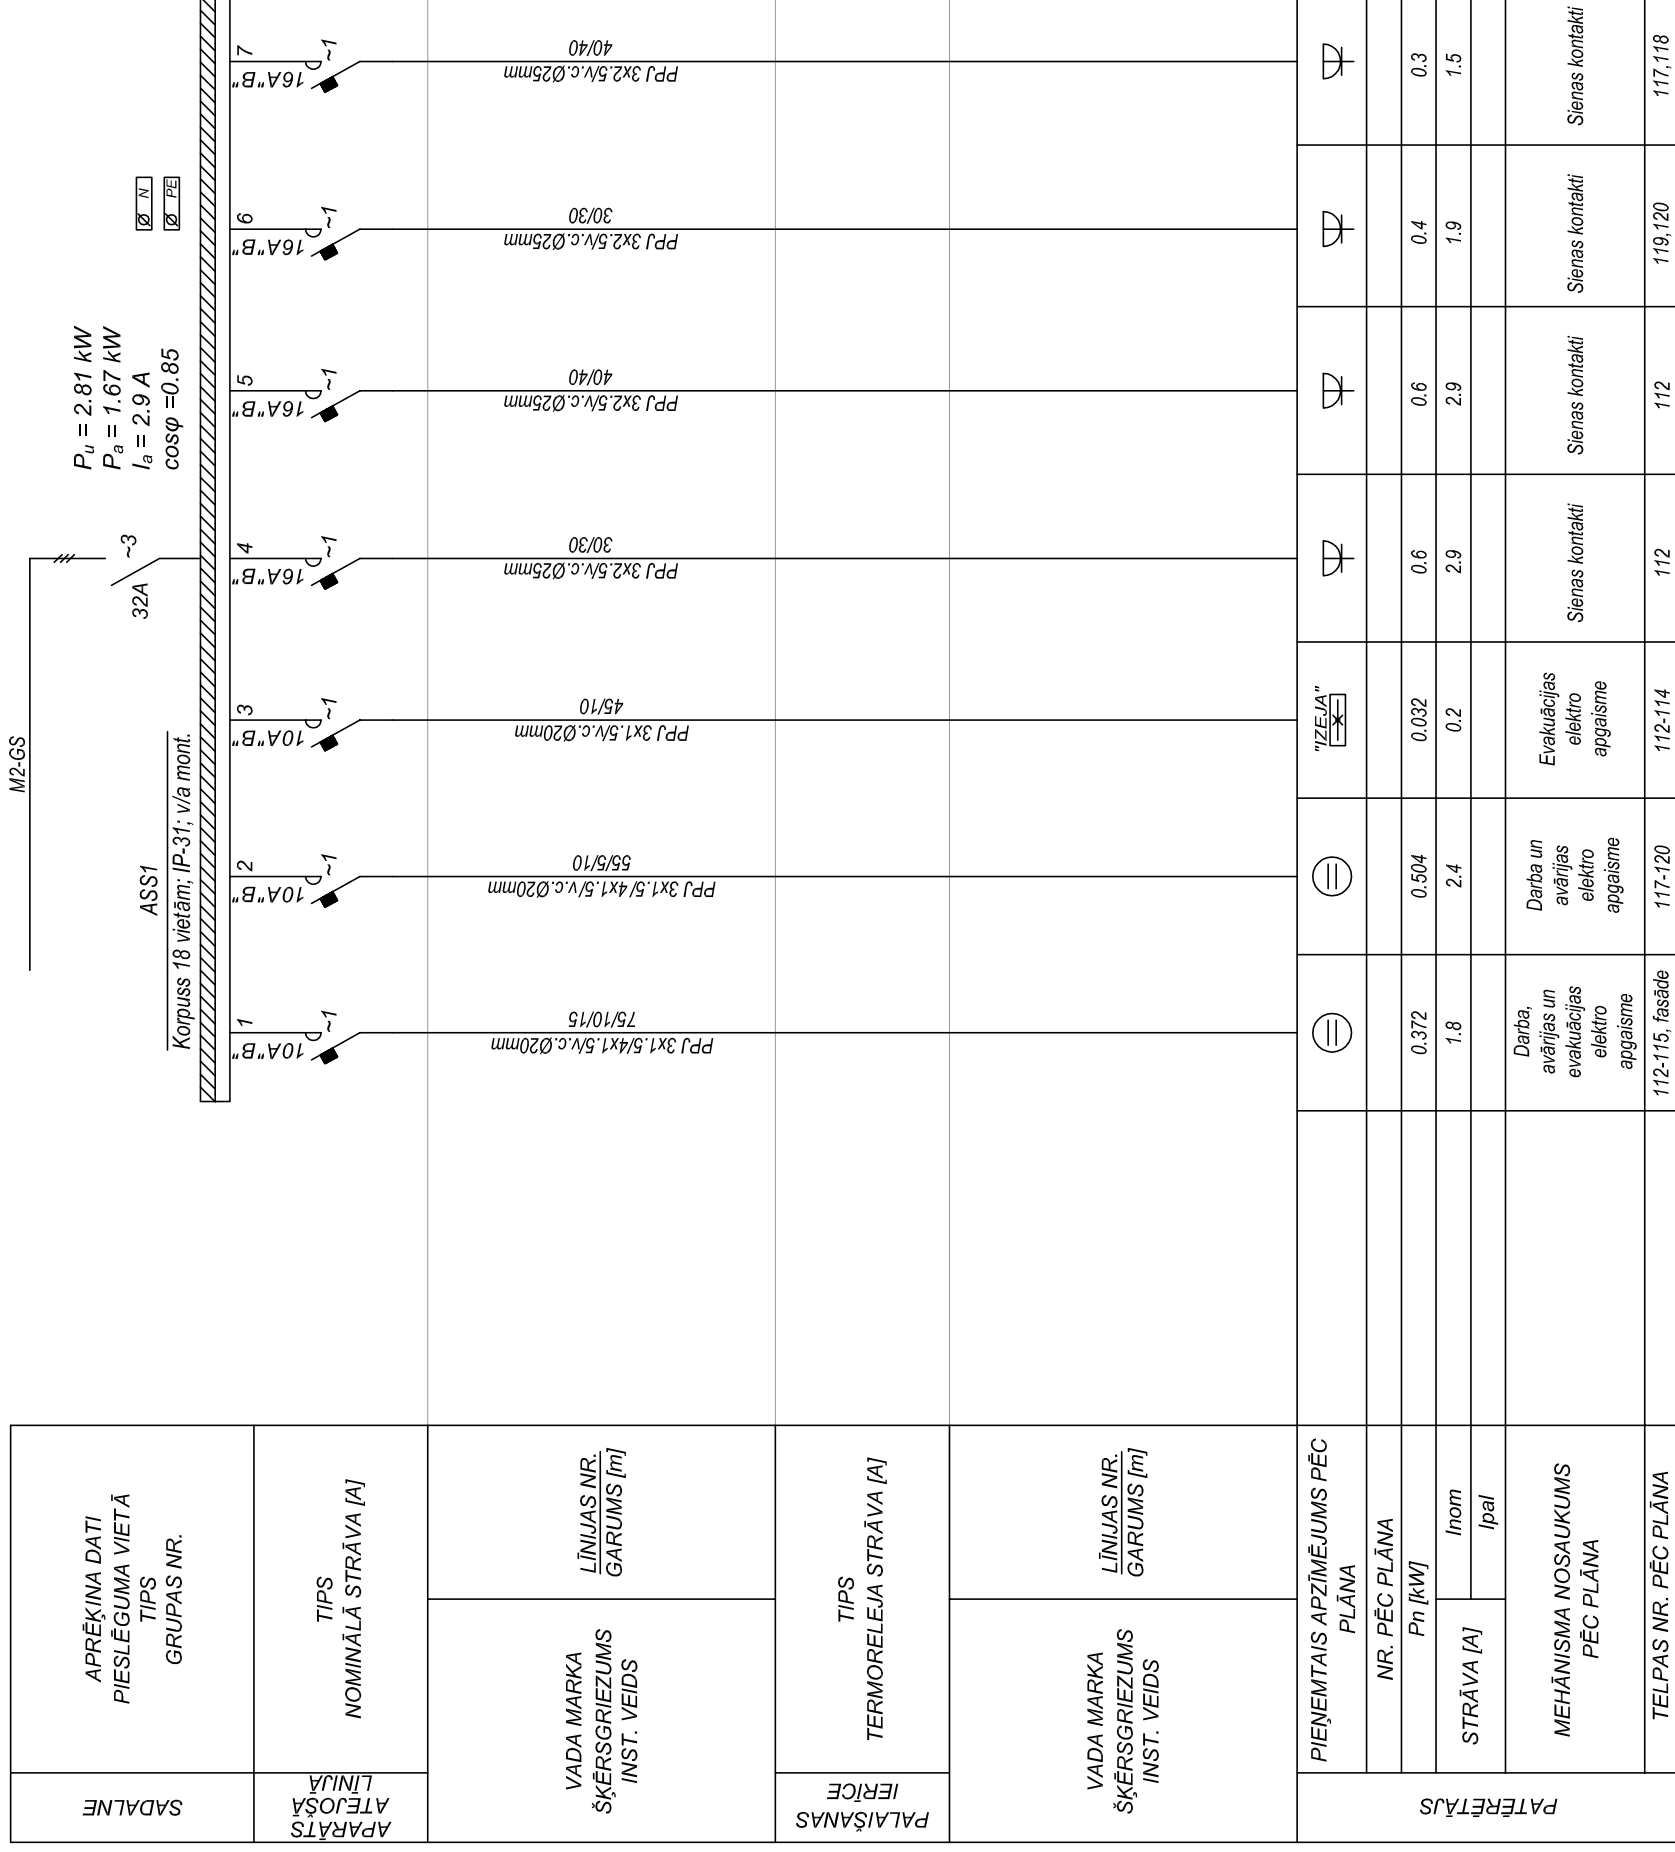 M2-GS
32A
~3
P_u = 2.81 kW
P_a = 1.67 kW
I_a = 2.9 A
cosφ =0.85
Ø N
Ø PE
ASS1
Korpuss 18 vietām; IP-31; v/a mont.
SADALNE
APRĒĶINA DATI
PIESLĒGUMA VIETĀ
TIPS
GRUPAS NR.
1
2
3
4
5
6
7
APARĀTS
ATEJOŠĀ
LĪNIJĀ
TIPS
NOMINĀLĀ STRĀVA [A]
10A"B"
~1
10A"B"
~1
10A"B"
~1
16A"B"
~1
16A"B"
~1
16A"B"
~1
16A"B"
~1
VADA MARKA
ŠĶĒRSGRIEZUMS
INST. VEIDS
LĪNIJAS NR.
GARUMS [m]
PPJ 3x1.5/4x1.5/v.c.Ø20mm
75/10/15
PPJ 3x1.5/ 4x1.5/ v.c.Ø20mm
55/5/10
PPJ 3x1.5/v.c.Ø20mm
45/10
PPJ 3x2.5/v.c.Ø25mm
30/30
PPJ 3x2.5/v.c.Ø25mm
40/40
PPJ 3x2.5/v.c.Ø25mm
30/30
PPJ 3x2.5/v.c.Ø25mm
40/40
PALAIŠANAS
IERĪCE
TIPS
TERMORELEJA STRĀVA [A]
VADA MARKA
ŠĶĒRSGRIEZUMS
INST. VEIDS
LĪNIJAS NR.
GARUMS [m]
PATĒRĒTĀJS
PIEŅEMTAIS APZĪMĒJUMS PĒC
PLĀNA
"IZEJA"
NR. PĒC PLĀNA
Pn [kW]
0.372
0.504
0.032
0.6
0.6
0.4
0.3
STRĀVA [A]
Inom
1.8
2.4
0.2
2.9
2.9
1.9
1.5
Ipal
MEHĀNISMA NOSAUKUMS
PĒC PLĀNA
Darba,
avārijas un
evakuācijas
elektro
apgaisme
Darba un
avārijas
elektro
apgaisme
Evakuācijas
elektro
apgaisme
Sienas kontakti
Sienas kontakti
Sienas kontakti
Sienas kontakti
TELPAS NR. PĒC PLĀNA
112-115, fasāde
117-120
112-114
112
112
119,120
117,118